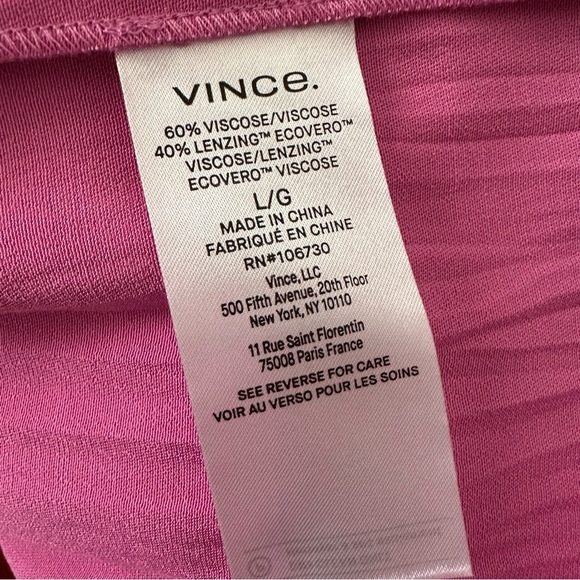 VINCE.
60% VISCOSE/VISCOSE
40% LENZING™ ECOVERO™
VISCOSE/LENZING™
ECOVERO™ VISCOSE
L/G
MADE IN CHINA
FABRIQUÉ EN CHINE
RN#106730
Vince, LLC
500 Fifth Avenue, 20th Floor
New York, NY 10110
11 Rue Saint Florentin
75008 Paris France
SEE REVERSE FOR CARE
VOIR AU VERSO POUR LES SOINS